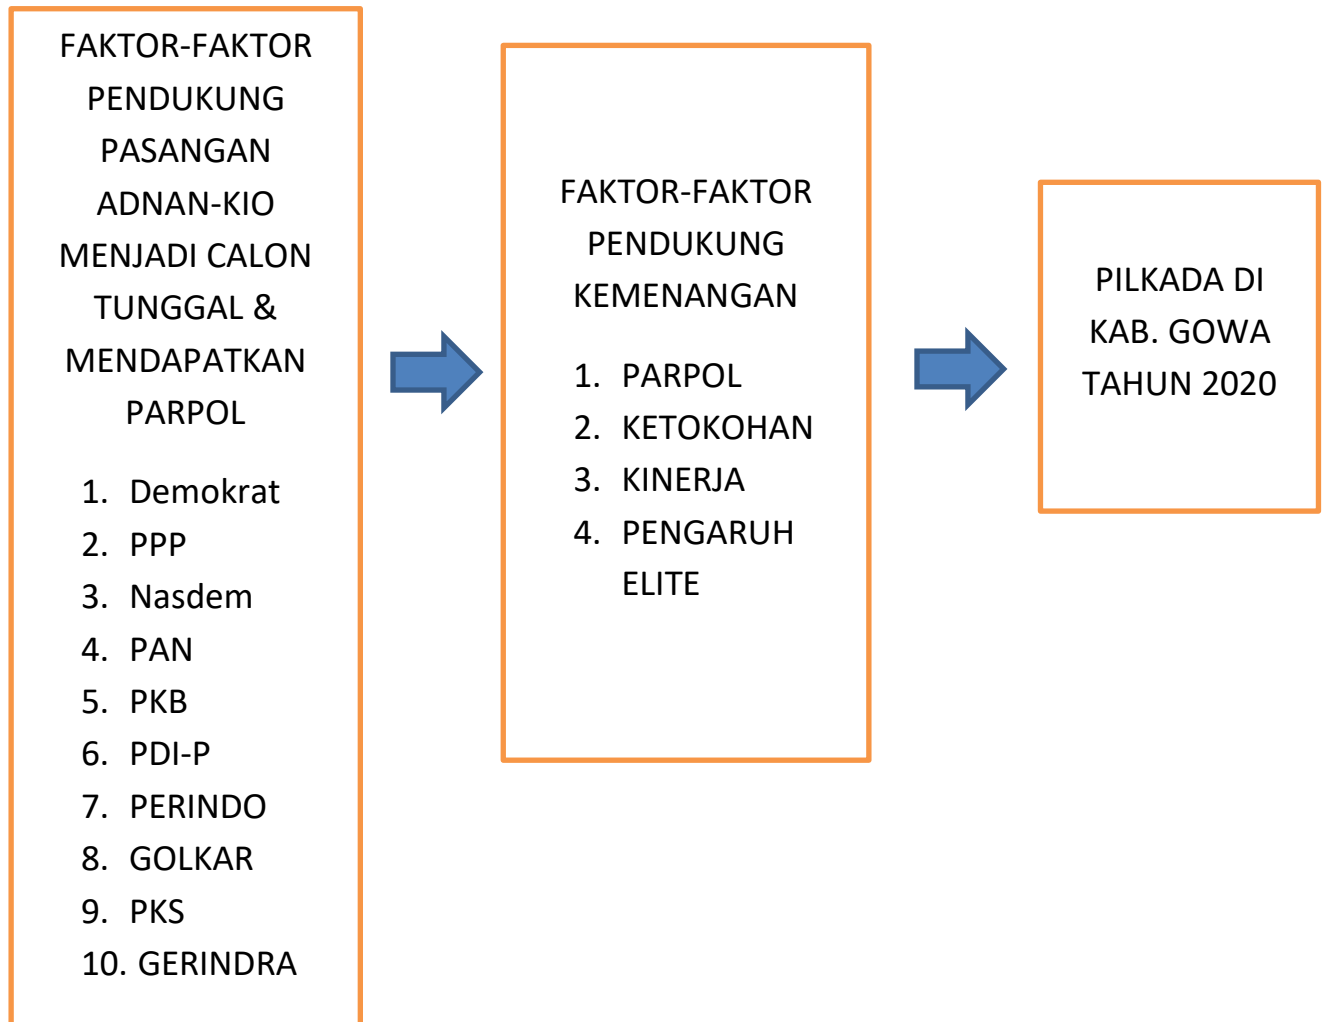 FAKTOR-FAKTOR
PENDUKUNG
PASANGAN
ADNAN-KIO
MENJADI CALON
TUNGGAL &
MENDAPATKAN
PARPOL
1. Demokrat
2. PPP
3. Nasdem
4. PAN
5. PKB
6. PDI-P
7. PERINDO
8. GOLKAR
9. PKS
10. GERINDRA
FAKTOR-FAKTOR
PENDUKUNG
KEMENANGAN
1. PARPOL
2. KETOKOHAN
3. KINERJA
4. PENGARUH
ELITE
PILKADA DI
KAB. GOWA
TAHUN 2020